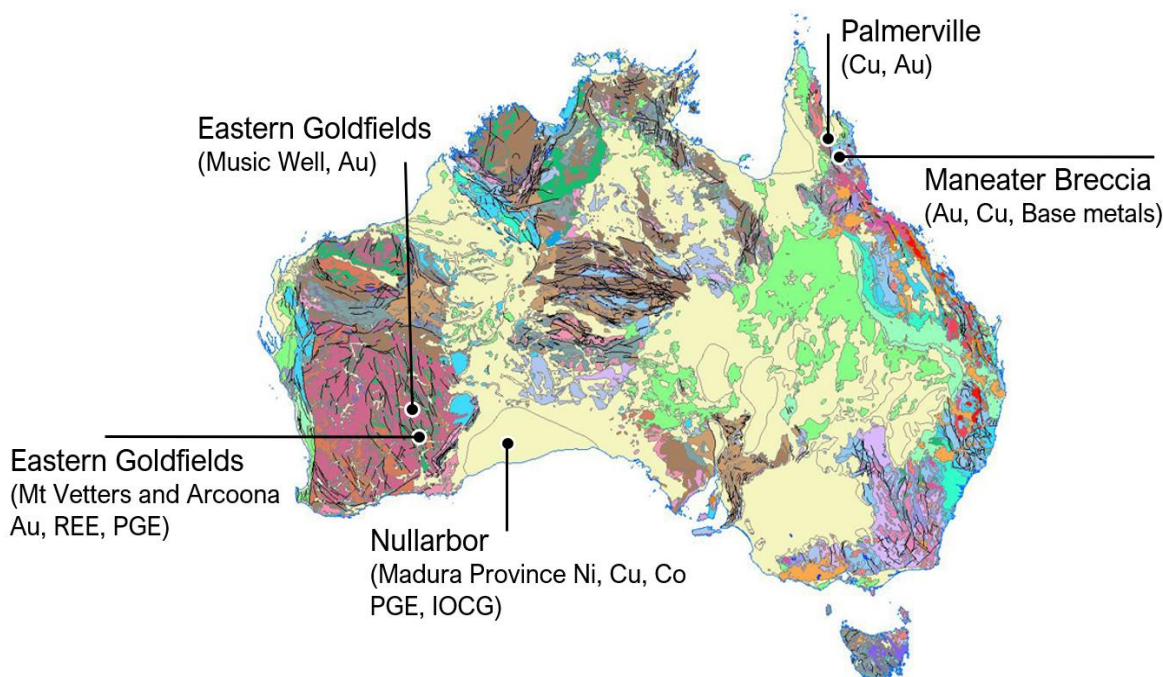 Palmerville
(Cu, Au)
Eastern Goldfields
(Music Well, Au)
Maneater Breccia
(Au, Cu, Base metals)
Eastern Goldfields
(Mt Vetters and Arcoona
Au, REE, PGE)
Nullarbor
(Madura Province Ni, Cu, Co
PGE, IOCG)